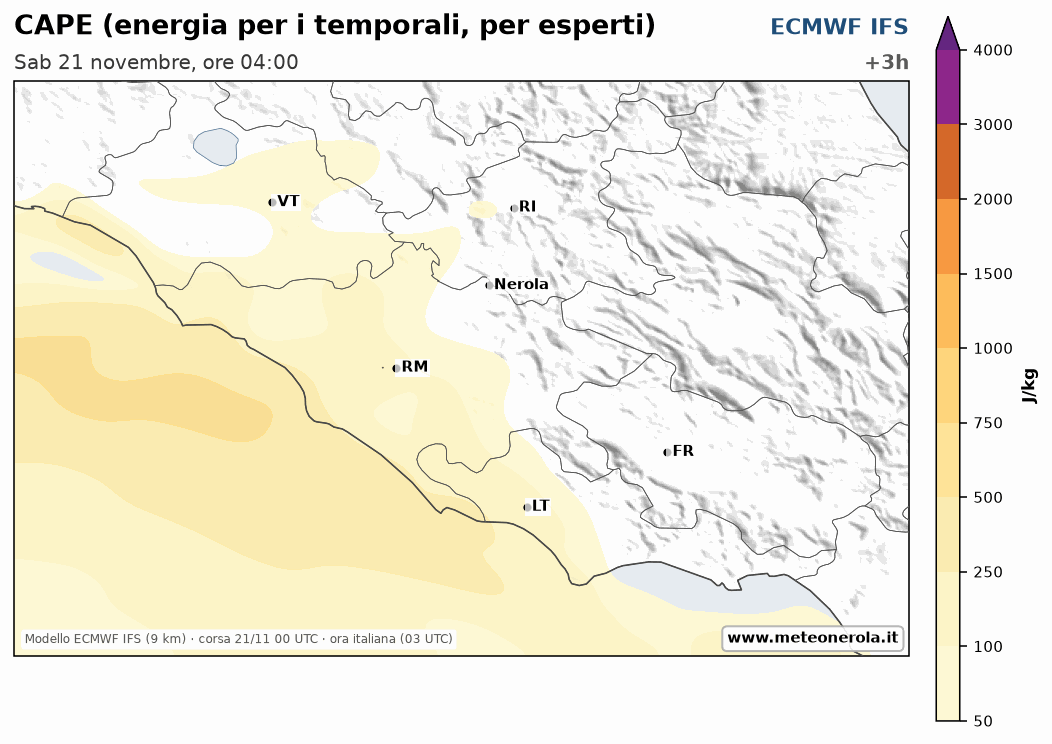 CAPE (energia per i temporali, per esperti)
ECMWF IFS
Sab 21 novembre, ore 04:00
+3h
VT
RI
Nerola
RM
FR
LT
Modello ECMWF IFS (9 km) · corsa 21/11 00 UTC · ora italiana (03 UTC)
www.meteonerola.it
4000
3000
2000
1500
1000
750
500
250
100
50
J/kg